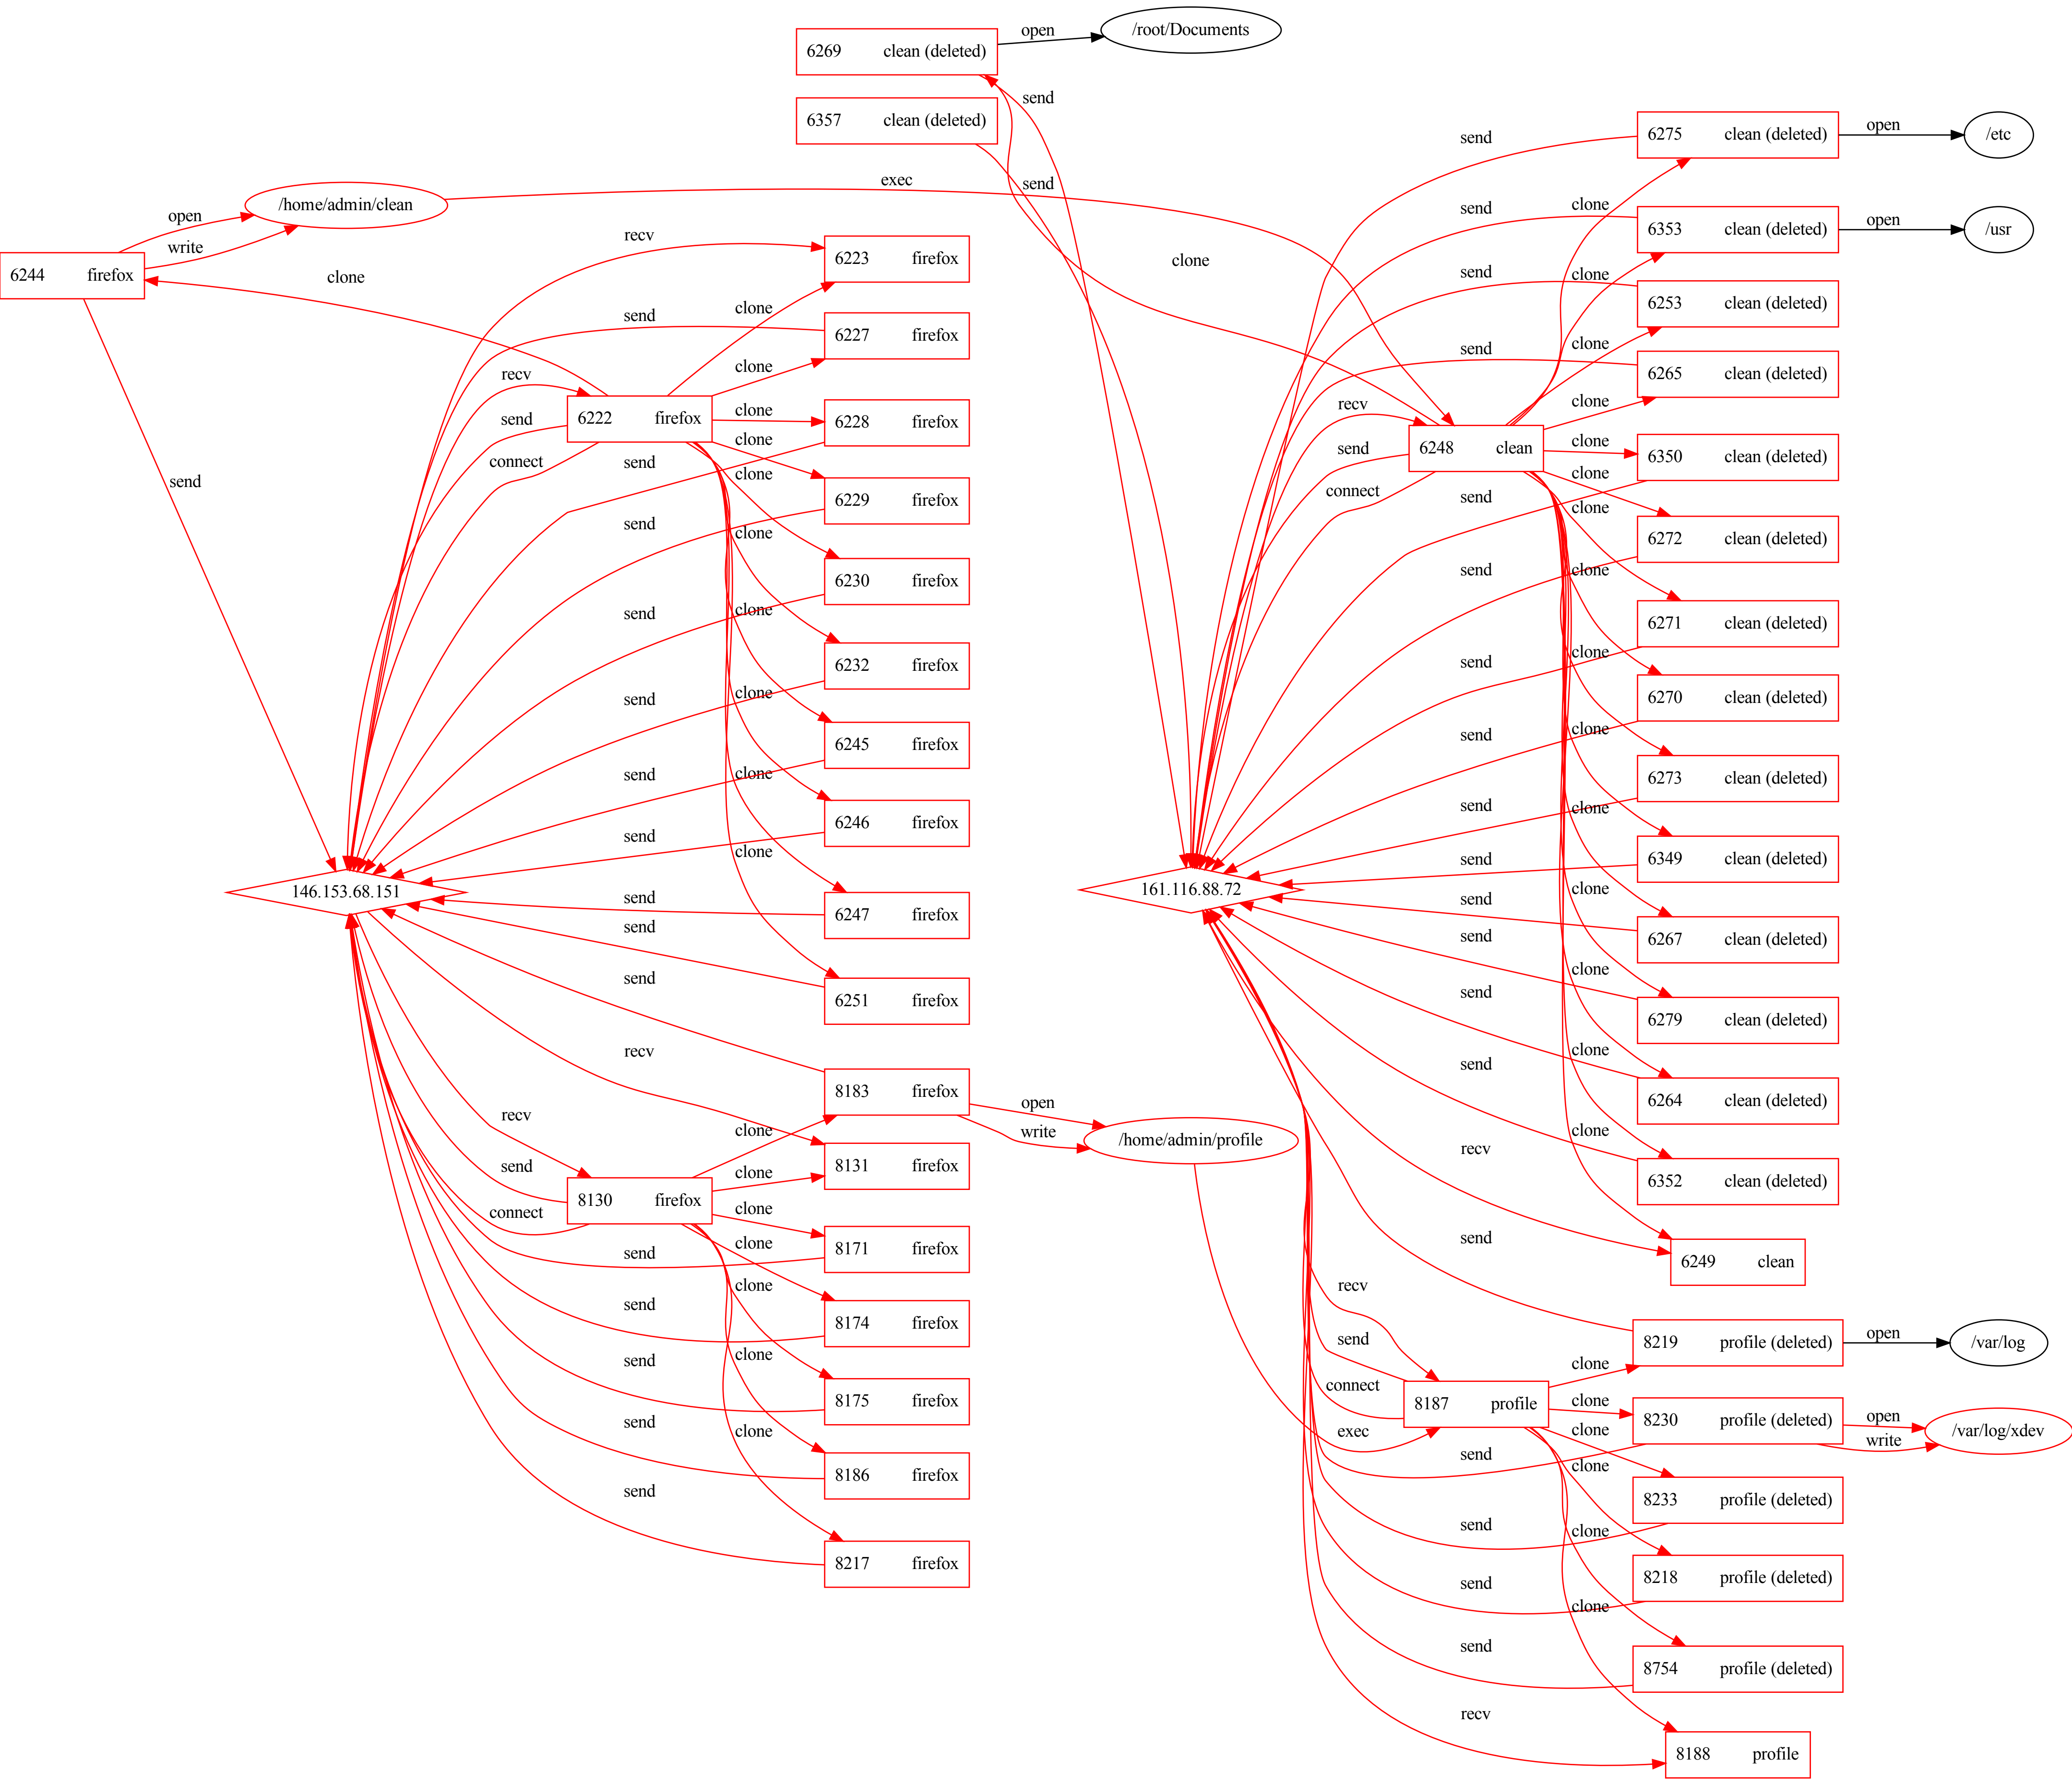 6269 clean (deleted)
open
/root/Documents
send
6357 clean (deleted)
send
6275 clean (deleted)
open
/etc
send
exec
/home/admin/clean
open
write
6244 firefox
clone
send
recv
6223 firefox
clone
send
6227 firefox
clone
recv
6222 firefox
send
connect
clone
6228 firefox
clone
send
6229 firefox
clone
send
6230 firefox
clone
send
6232 firefox
clone
send
6245 firefox
clone
send
6246 firefox
clone
send
6247 firefox
clone
send
6251 firefox
send
146.153.68.151
send
8183 firefox
open
write
/home/admin/profile
recv
8131 firefox
clone
clone
recv
8130 firefox
send
connect
clone
8171 firefox
send
clone
8174 firefox
send
clone
8175 firefox
send
clone
8186 firefox
send
clone
8217 firefox
send
clone
clone
send
6353 clean (deleted)
open
/usr
clone
send
6253 clean (deleted)
clone
send
6265 clean (deleted)
clone
recv
6248 clean
send
connect
clone
6350 clean (deleted)
clone
send
6272 clean (deleted)
clone
send
6271 clean (deleted)
clone
send
6270 clean (deleted)
clone
send
6273 clean (deleted)
clone
send
6349 clean (deleted)
clone
send
6267 clean (deleted)
clone
send
6279 clean (deleted)
clone
send
6264 clean (deleted)
clone
send
6352 clean (deleted)
clone
send
6249 clean
recv
161.116.88.72
send
8219 profile (deleted)
open
/var/log
recv
send
connect
exec
8187 profile
clone
clone
8230 profile (deleted)
open
write
/var/log/xdev
send
clone
8233 profile (deleted)
send
clone
8218 profile (deleted)
send
clone
8754 profile (deleted)
send
clone
8188 profile
recv